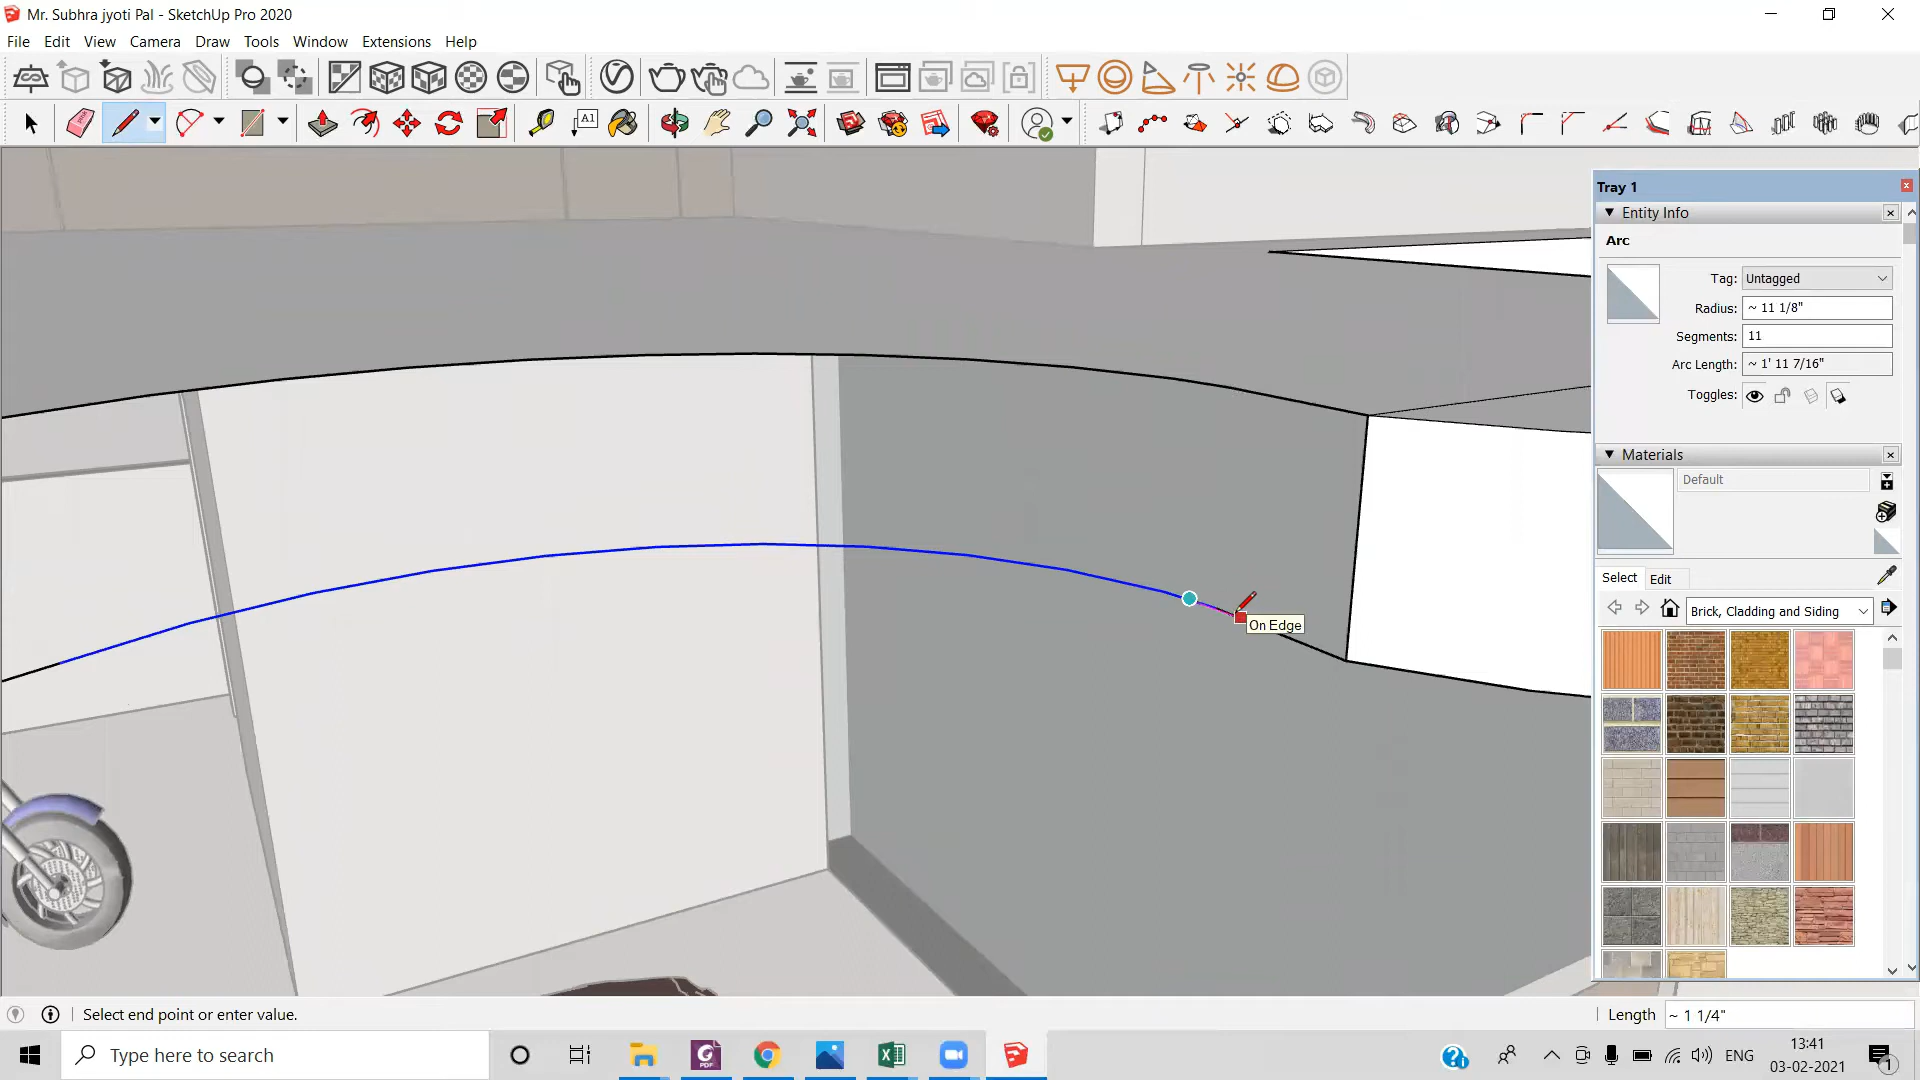 Mr. Subhra jyoti Pal - SketchUp Pro 2020
File Edit View Camera Draw Tools Window Extensions Help
A1
Tray 1
Entity Info
Arc
Tag: Untagged
Radius: ~ 11 1/8"
Segments: 11
Arc Length: ~ 1' 11 7/16"
Toggles:
Materials
Default
Select Edit
Brick, Cladding and Siding
On Edge
Select end point or enter value.
Length ~ 1 1/4"
Type here to search
PDF
ENG
13:41
03-02-2021
1